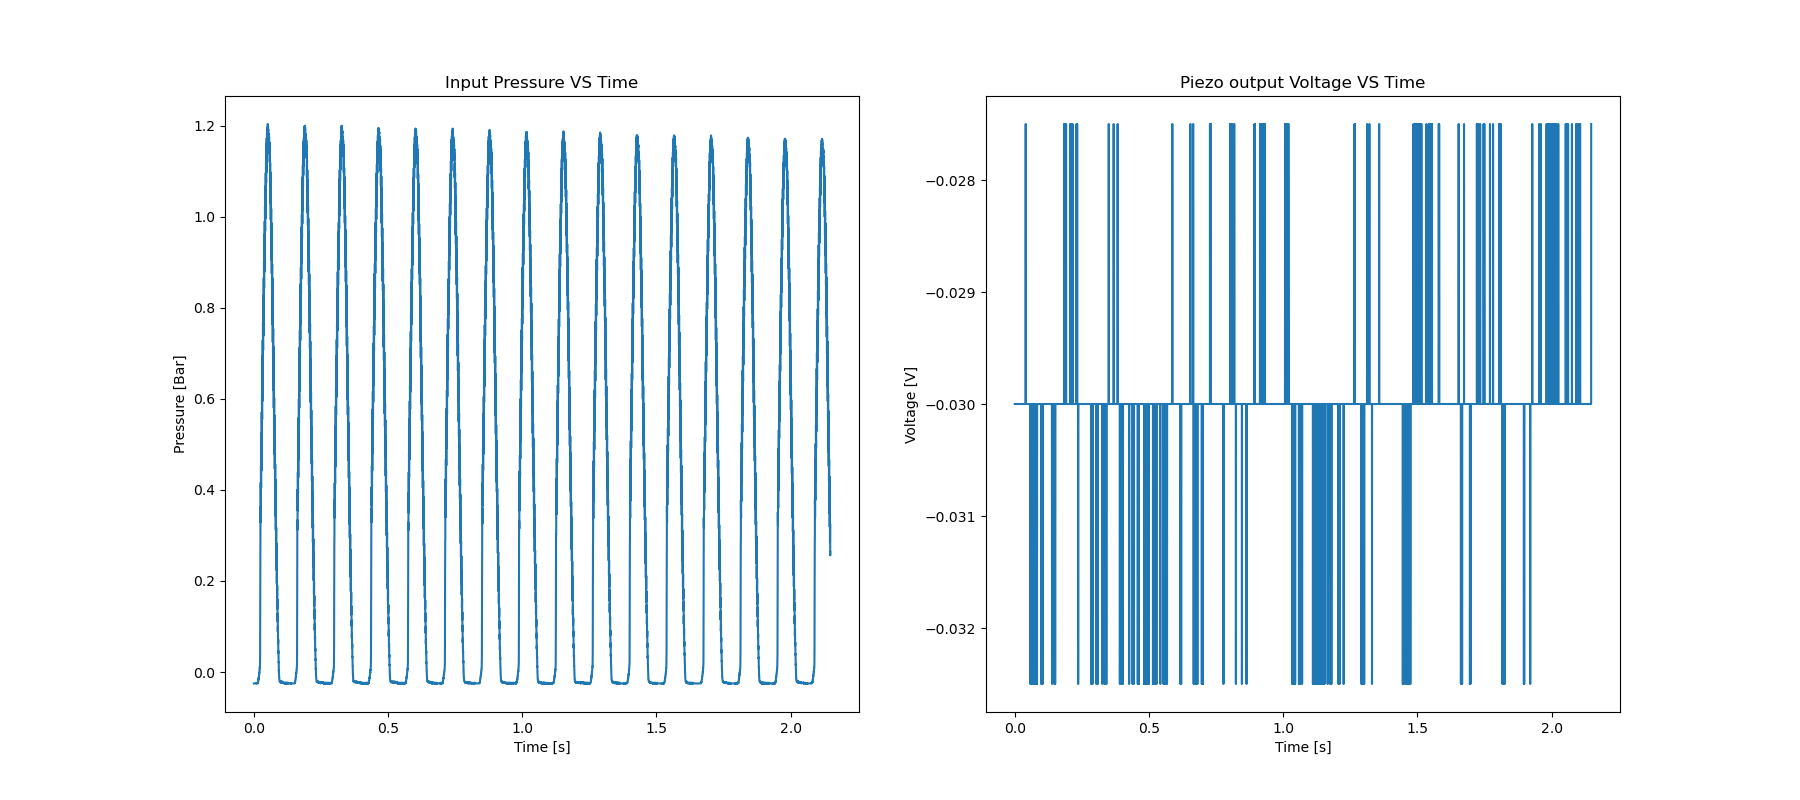 Input Pressure VS Time
Pressure [Bar]
1.2
1.0
0.8
0.6
0.4
0.2
0.0
0.0 0.5 1.0 1.5 2.0
Time [s]
Piezo output Voltage VS Time
Voltage [V]
−0.028
−0.029
−0.030
−0.031
−0.032
0.0 0.5 1.0 1.5 2.0
Time [s]